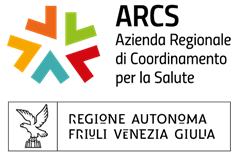 ARCS
Azienda Regionale
di Coordinamento
per la Salute
REGIONE AUTONOMA
FRIULI VENEZIA GIULIA